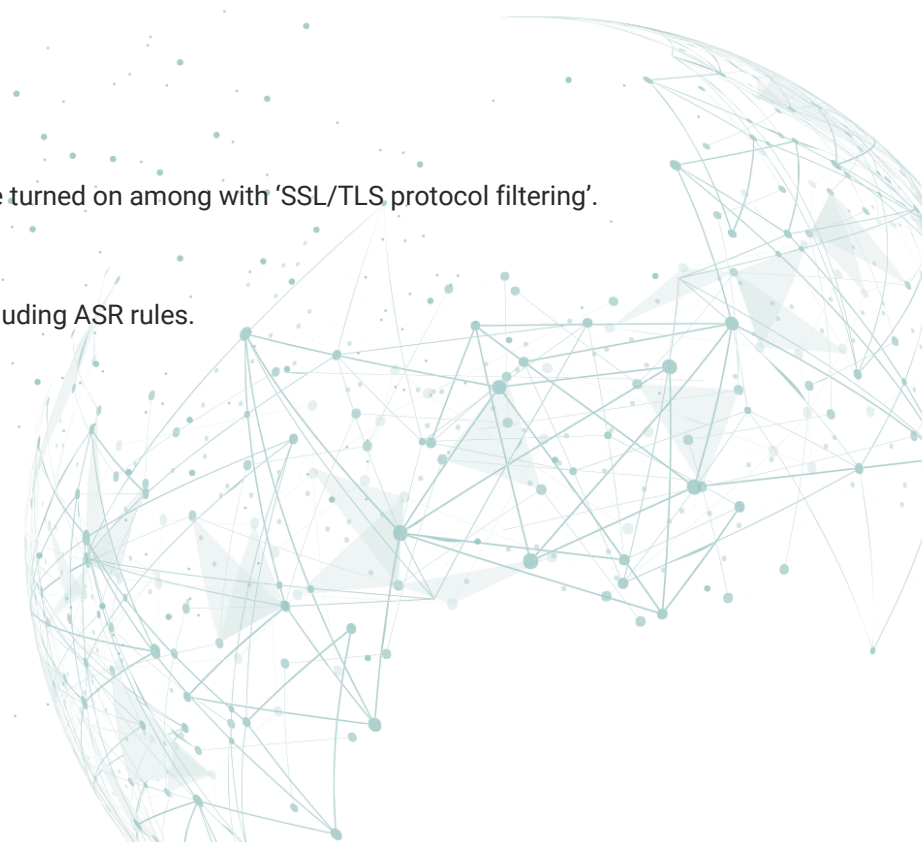 turned on among with ‘SSL/TLS protocol filtering’.
uding ASR rules.